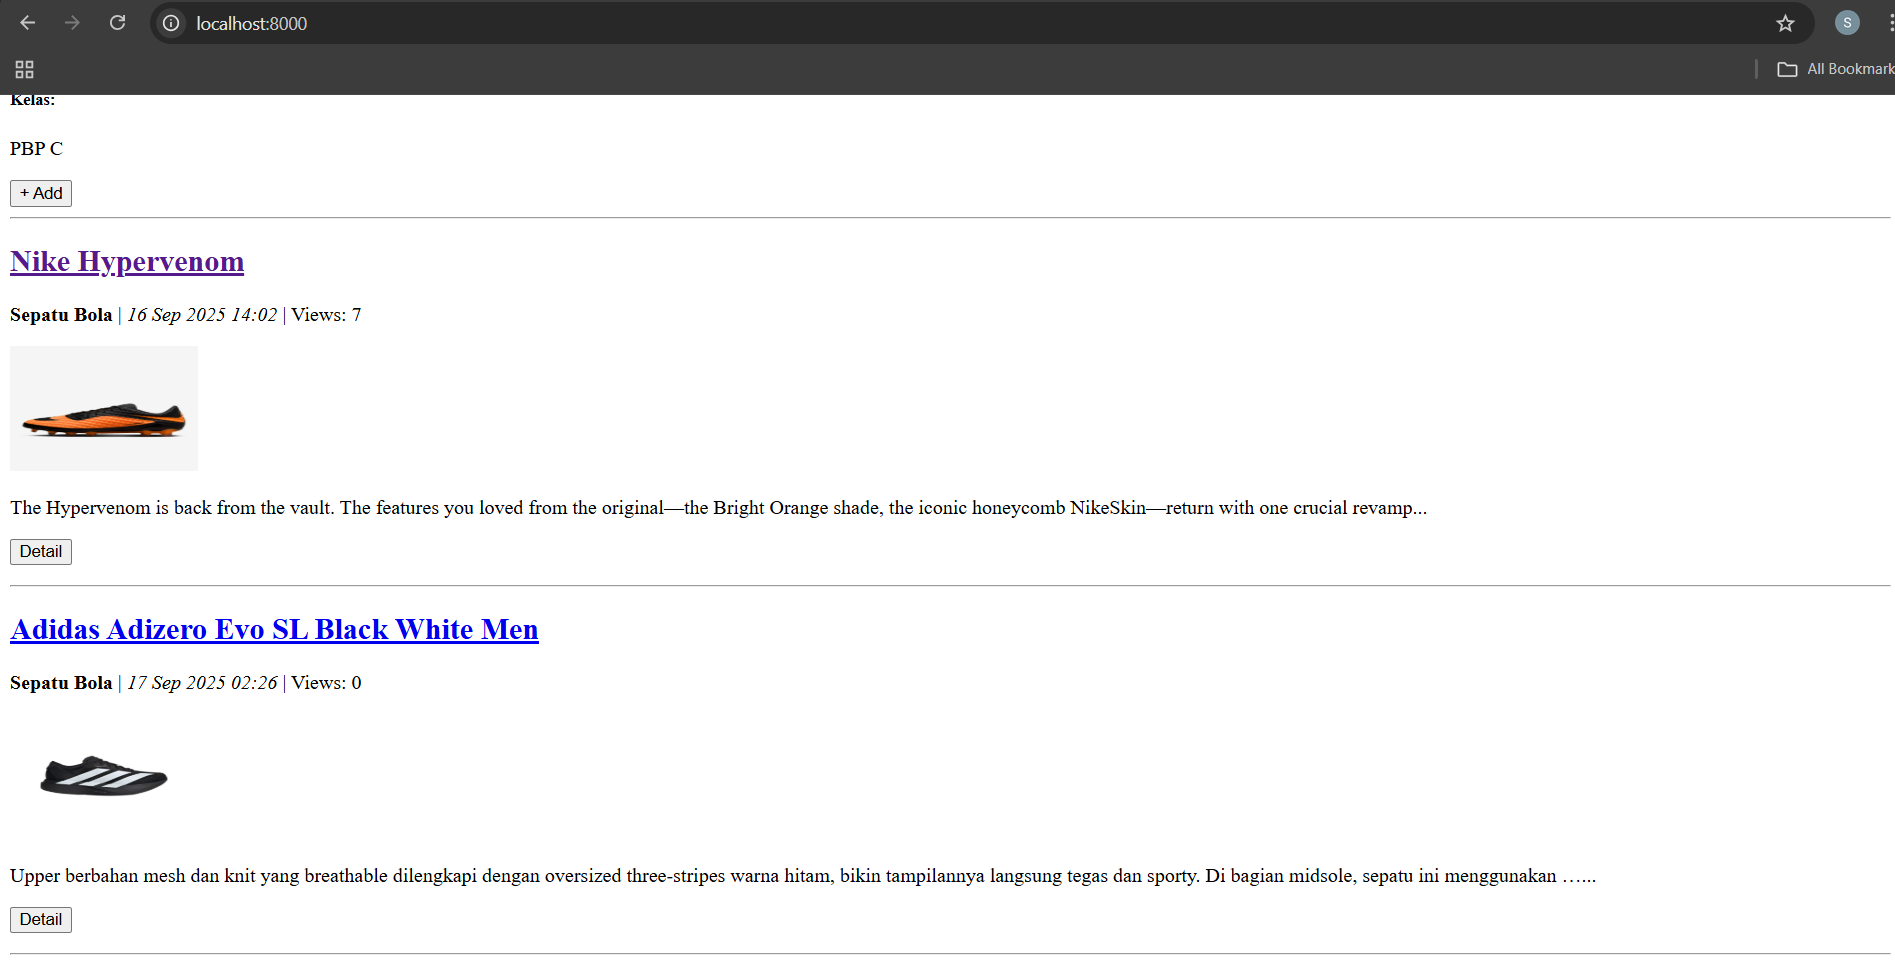 localhost:8000
S
All Bookmark
Kelas:
PBP C
+ Add
Nike Hypervenom
Sepatu Bola | 16 Sep 2025 14:02 | Views: 7
The Hypervenom is back from the vault. The features you loved from the original—the Bright Orange shade, the iconic honeycomb NikeSkin—return with one crucial revamp...
Detail
Adidas Adizero Evo SL Black White Men
Sepatu Bola | 17 Sep 2025 02:26 | Views: 0
Upper berbahan mesh dan knit yang breathable dilengkapi dengan oversized three-stripes warna hitam, bikin tampilannya langsung tegas dan sporty. Di bagian midsole, sepatu ini menggunakan …...
Detail